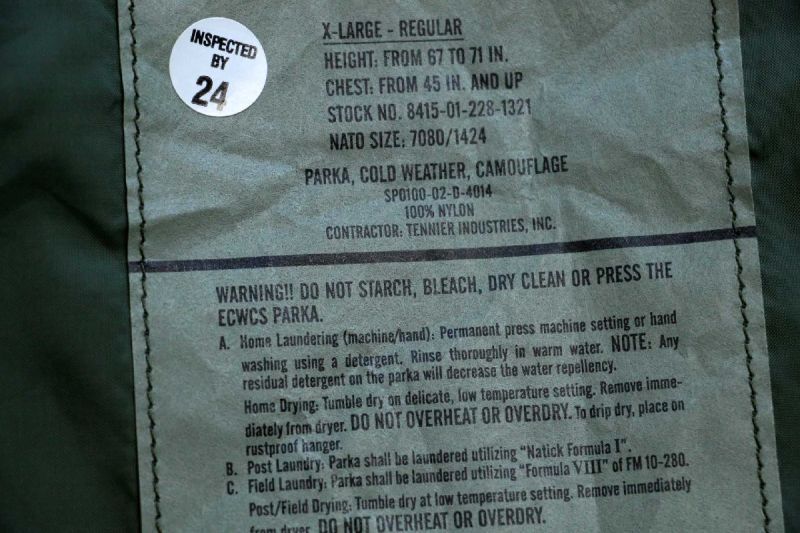 INSPECTED
BY
24
X-LARGE - REGULAR
HEIGHT: FROM 67 TO 71 IN.
CHEST: FROM 45 IN. AND UP
STOCK NO. 8415-01-228-1321
NATO SIZE: 7080/1424
PARKA, COLD WEATHER, CAMOUFLAGE
SPO100-02-D-4014
100% NYLON
CONTRACTOR: TENNIER INDUSTRIES, INC.
WARNING!! DO NOT STARCH, BLEACH, DRY CLEAN OR PRESS THE
ECWCS PARKA.
A. Home Laundering (machine/hand): Permanent press machine setting or hand
washing using a detergent. Rinse thoroughly in warm water. NOTE: Any
residual detergent on the parka will decrease the water repellency.
Home Drying: Tumble dry on delicate, low temperature setting. Remove imme-
diately from dryer. DO NOT OVERHEAT OR OVERDRY. To drip dry, place on
rustproof hanger.
B. Post Laundry: Parka shall be laundered utilizing "Natick Formula I".
C. Field Laundry: Parka shall be laundered utilizing "Formula VIII" of FM 10-280.
Post/Field Drying: Tumble dry at low temperature setting. Remove immediately
from dryer. DO NOT OVERHEAT OR OVERDRY.